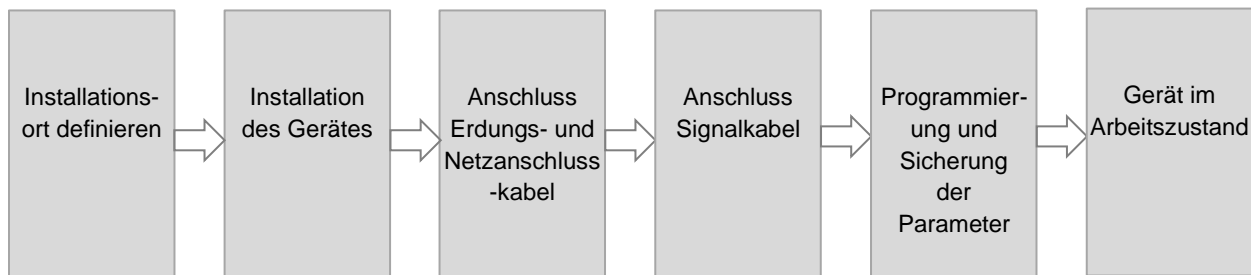 Installations-
ort definieren
Installation
des Gerätes
Anschluss
Erdungs- und
Netzanschluss
-kabel
Anschluss
Signalkabel
Programmier-
ung und
Sicherung
der
Parameter
Gerät im
Arbeitszustand